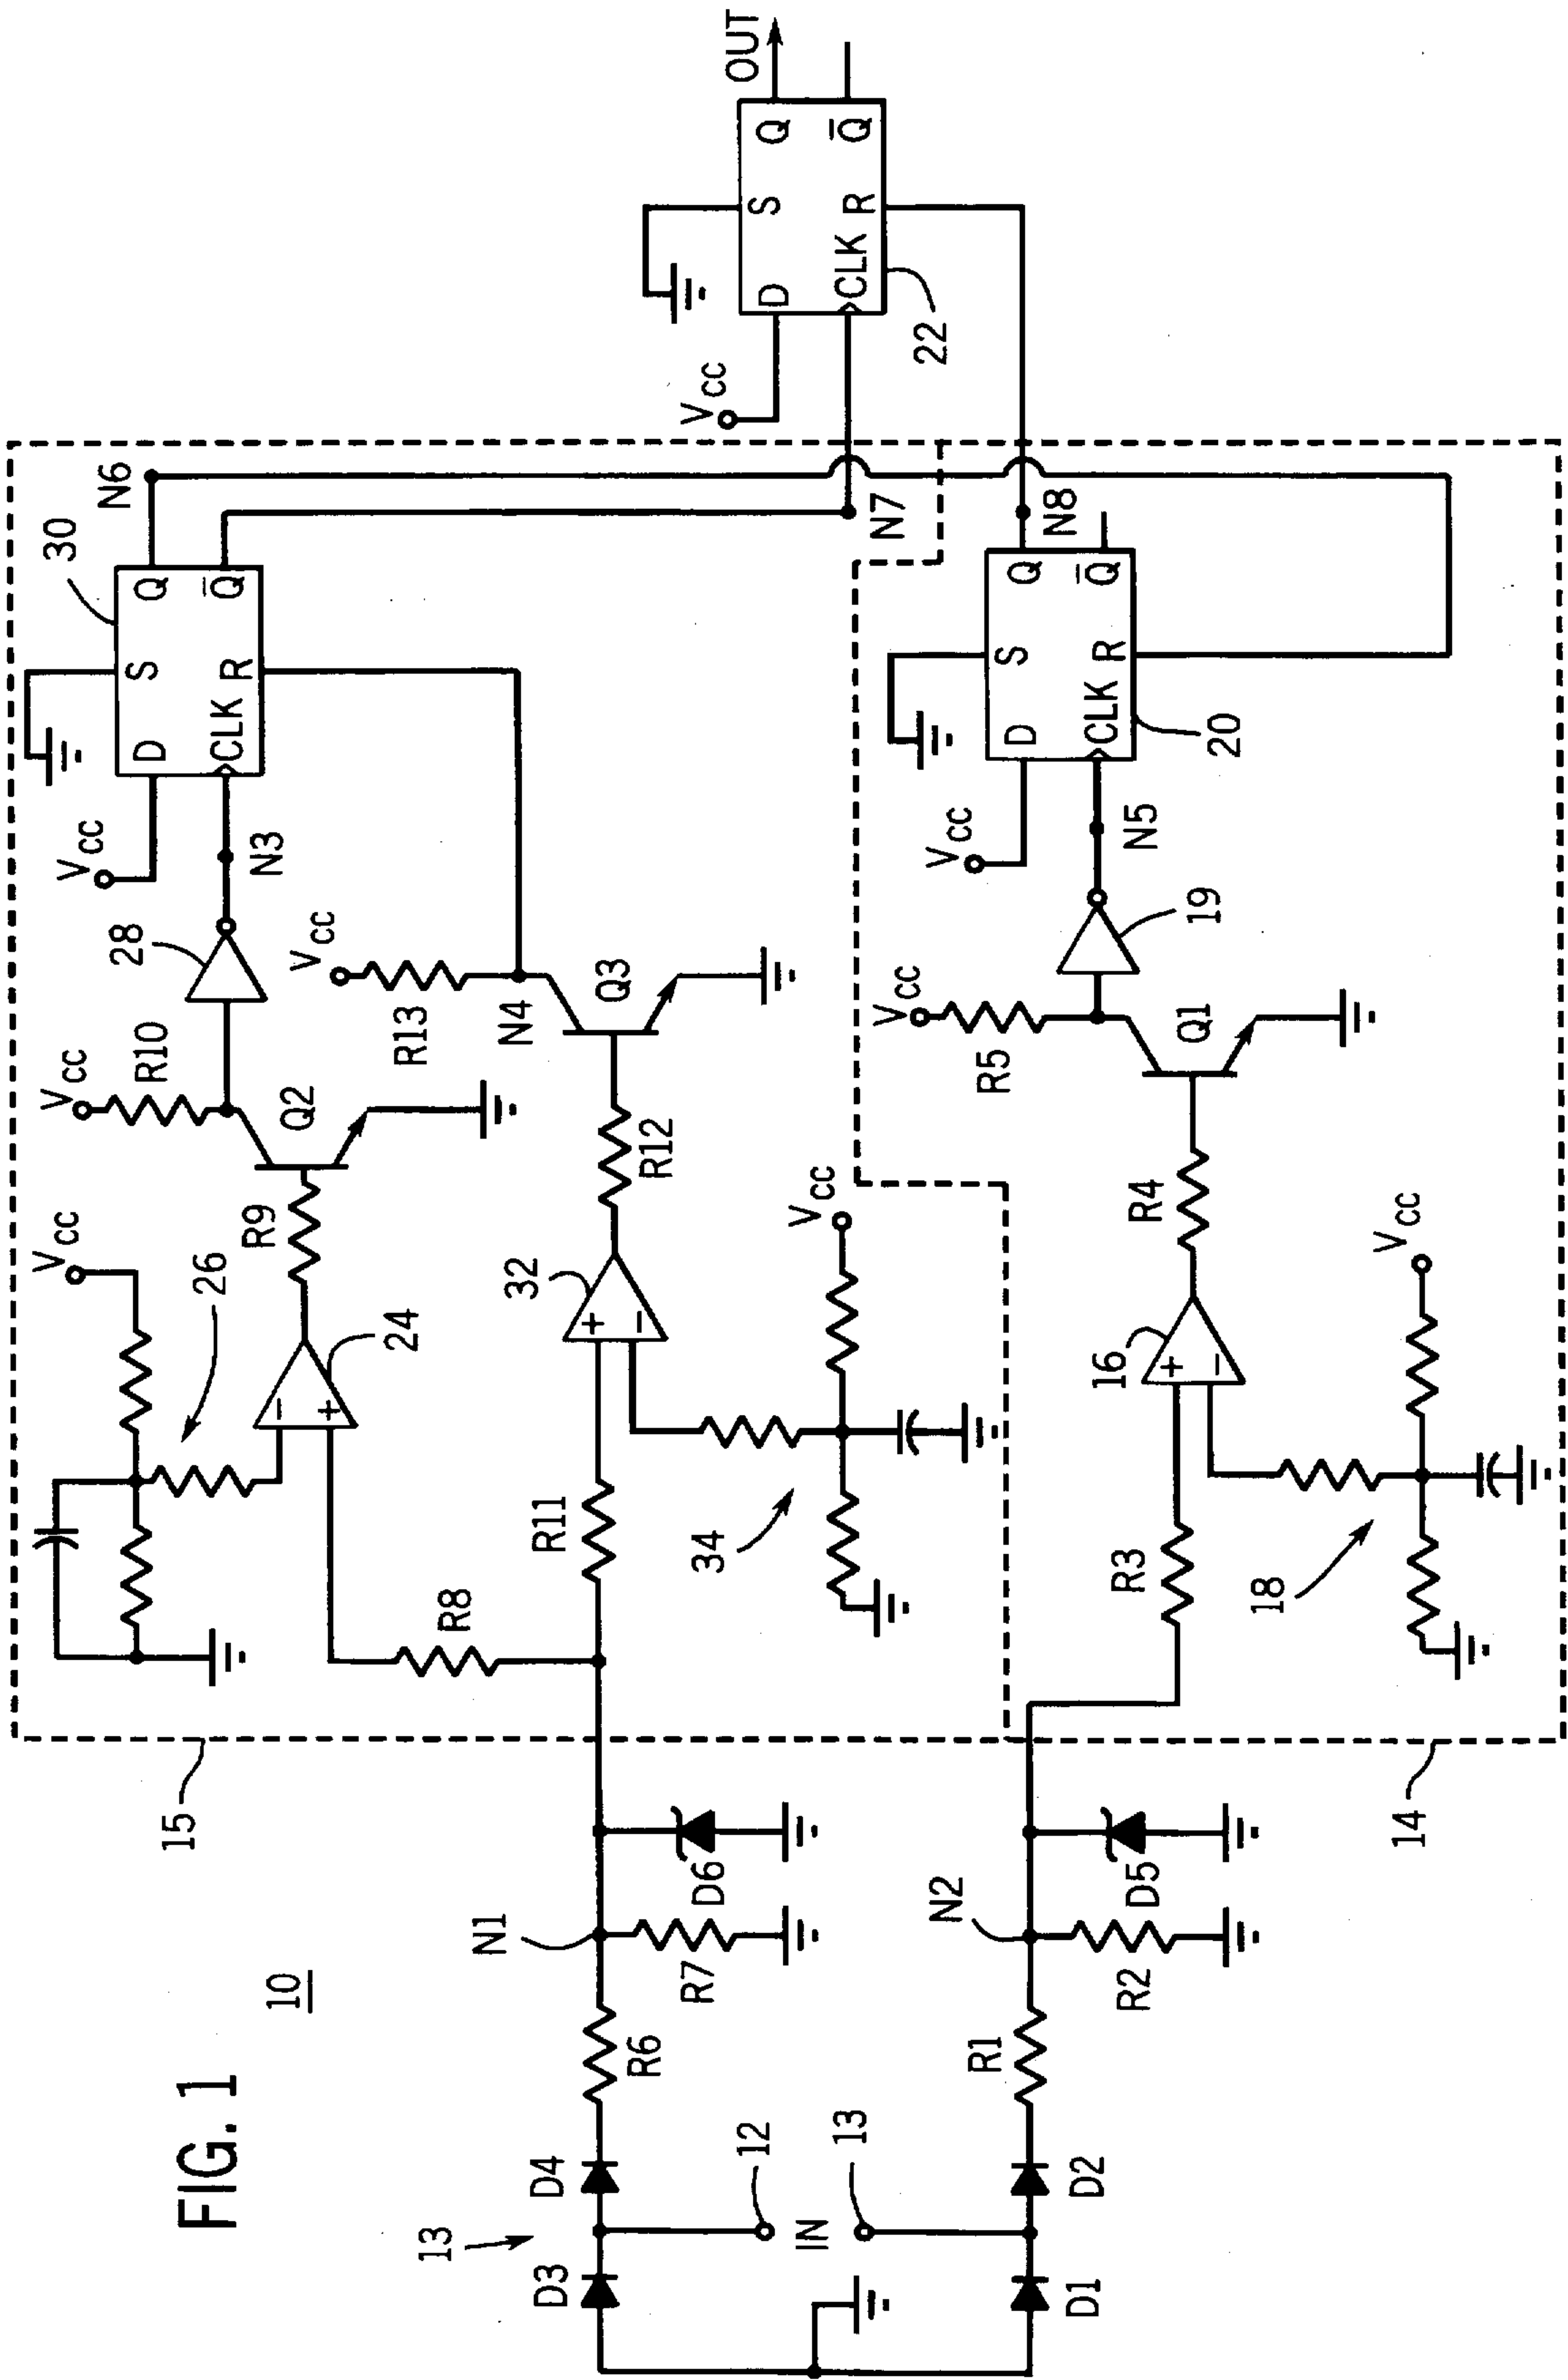 FIG. 1
10
15
14
13
D3
D4
12
IN
13
D1
D2
R6
N1
R7
D6
R1
N2
R2
D5
R8
R11
26
Vcc
−
+
24
R9
Q2
R10
Vcc
28
N3
Vcc
D
S
Q
CLK
R
Q̅
30
N6
34
+
−
32
Vcc
R12
Q3
N4
R13
Vcc
R3
18
Vcc
+
−
16
R4
Q1
R5
Vcc
19
N5
Vcc
D
S
Q
CLK
R
Q̅
20
N7
N8
Vcc
D
S
Q
CLK
R
Q̅
22
OUT